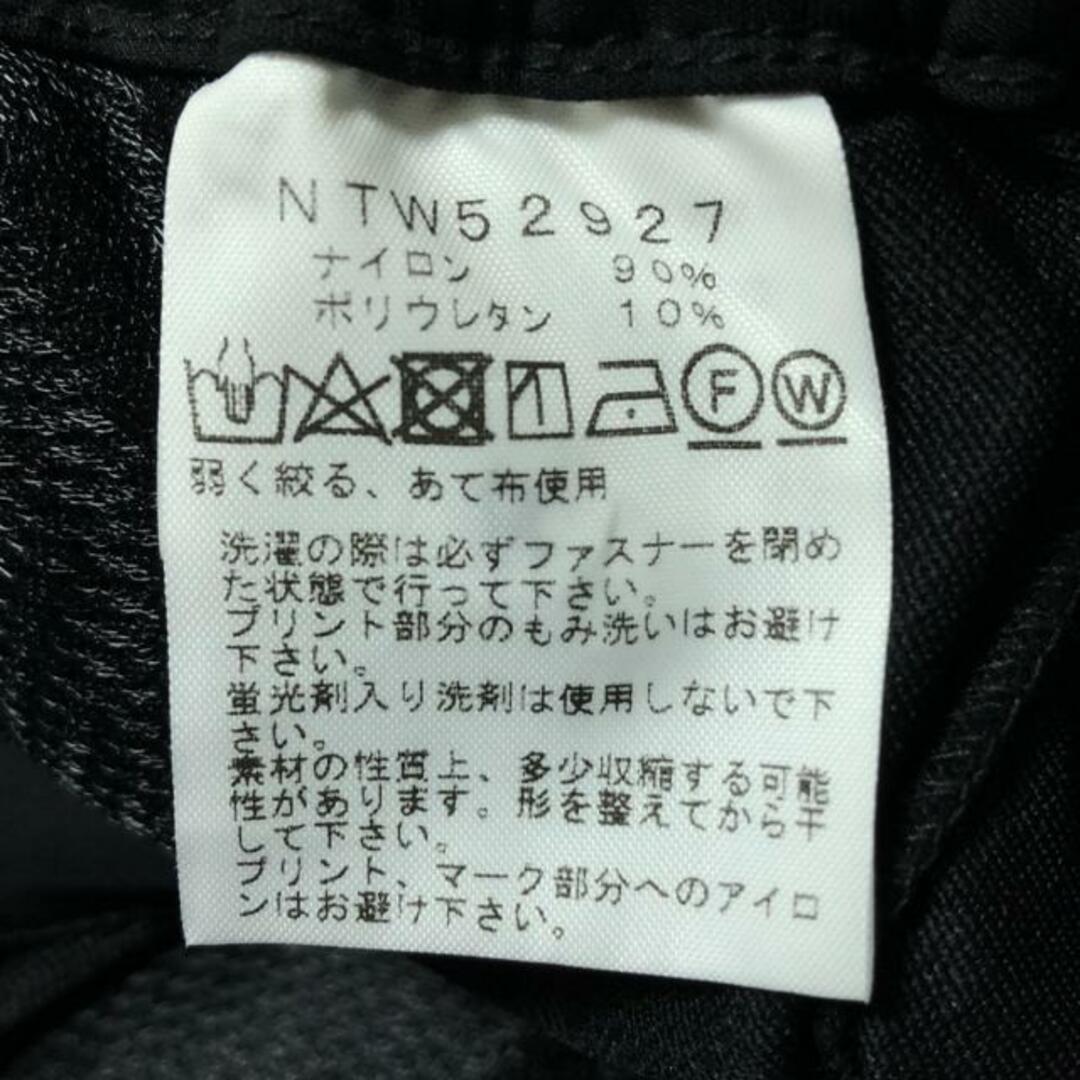 NTW52927
ナイロン 90%
ポリウレタン 10%
F W
弱く絞る、あて布使用
洗濯の際は必ずファスナーを閉め
た状態で行って下さい。
プリント部分のもみ洗いはお避け
下さい。
蛍光剤入り洗剤は使用しないで下
さい。
素材の性質上、多少収縮する可能
性があります。形を整えてから干
して下さい。
プリント、マーク部分へのアイロ
ンはお避け下さい。